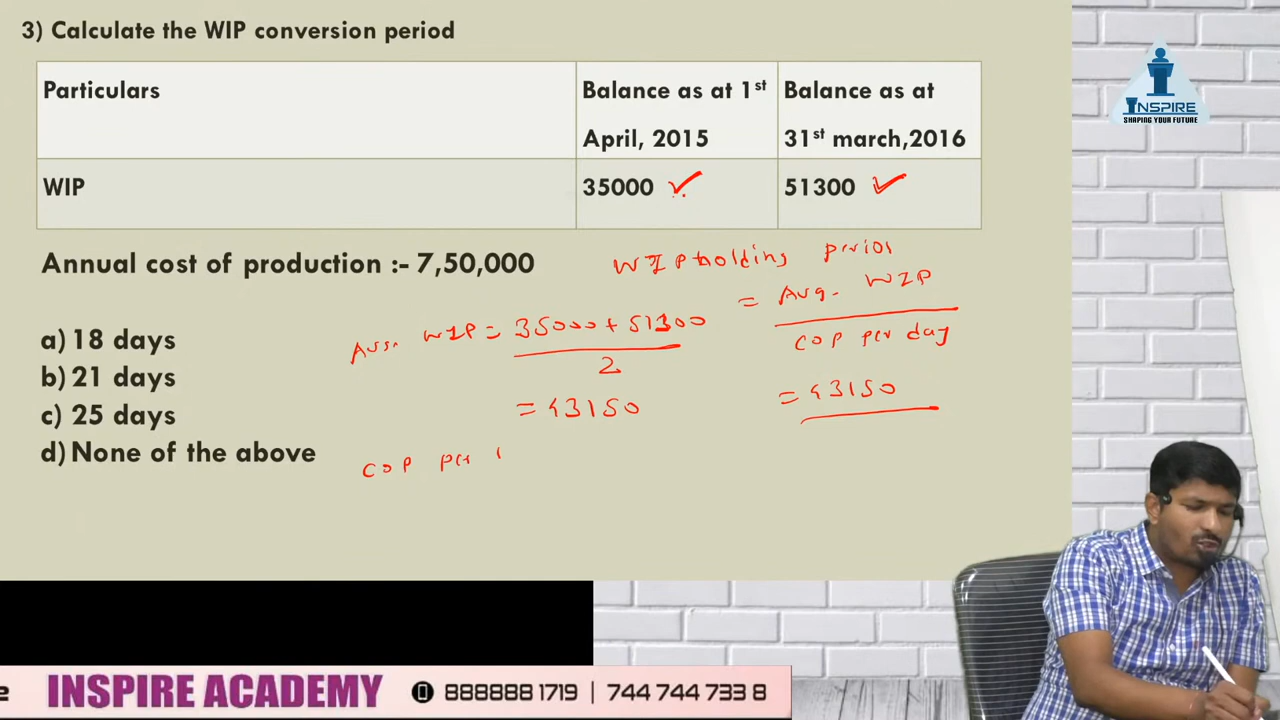 3) Calculate the WIP conversion period
Particulars
Balance as at 1st April, 2015
Balance as at 31st march,2016
WIP
35000
51300
Annual cost of production :- 7,50,000
a) 18 days
b) 21 days
c) 25 days
d) None of the above
WIP holding period
= Avg. WIP
COP per day
= 43150
Avg. WIP = 35000 + 51300
2
= 43150
COP per
INSPIRE
SHAPING YOUR FUTURE
e INSPIRE ACADEMY 888888 1719 | 744 744 733 8